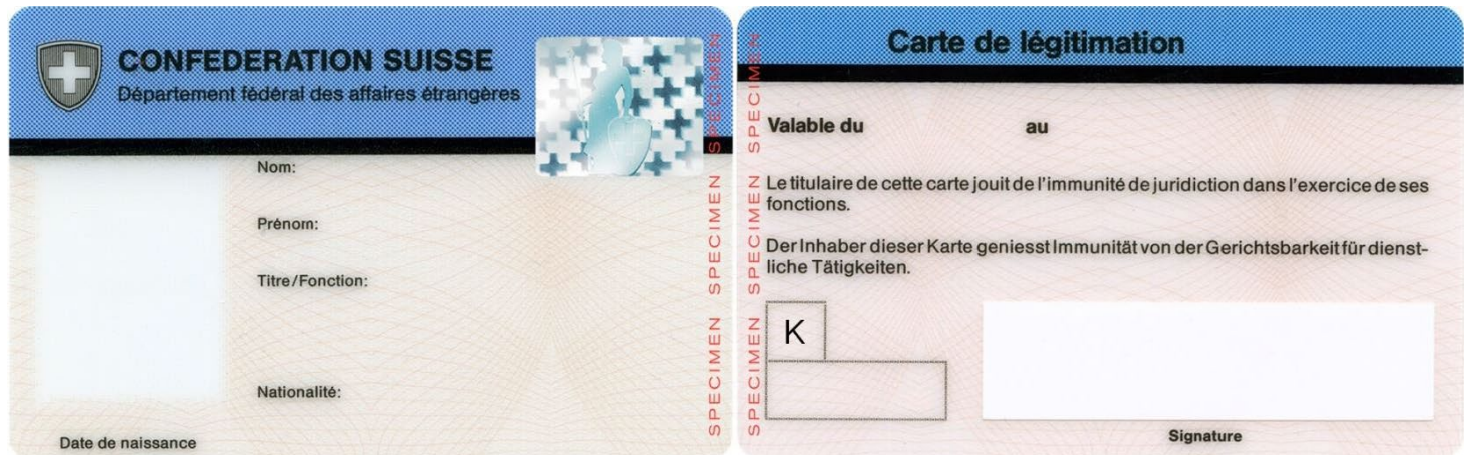 CONFEDERATION SUISSE
Département fédéral des affaires étrangères
Nom:
Prénom:
Titre/Fonction:
Nationalité:
Date de naissance
SPECIMEN SPECIMEN SPECIMEN
Carte de légitimation
Valable du au
Le titulaire de cette carte jouit de l'immunité de juridiction dans l'exercice de ses
fonctions.
Der Inhaber dieser Karte geniesst Immunität von der Gerichtsbarkeit für dienst-
liche Tätigkeiten.
K
Signature
SPECIMEN SPECIMEN SPECIMEN